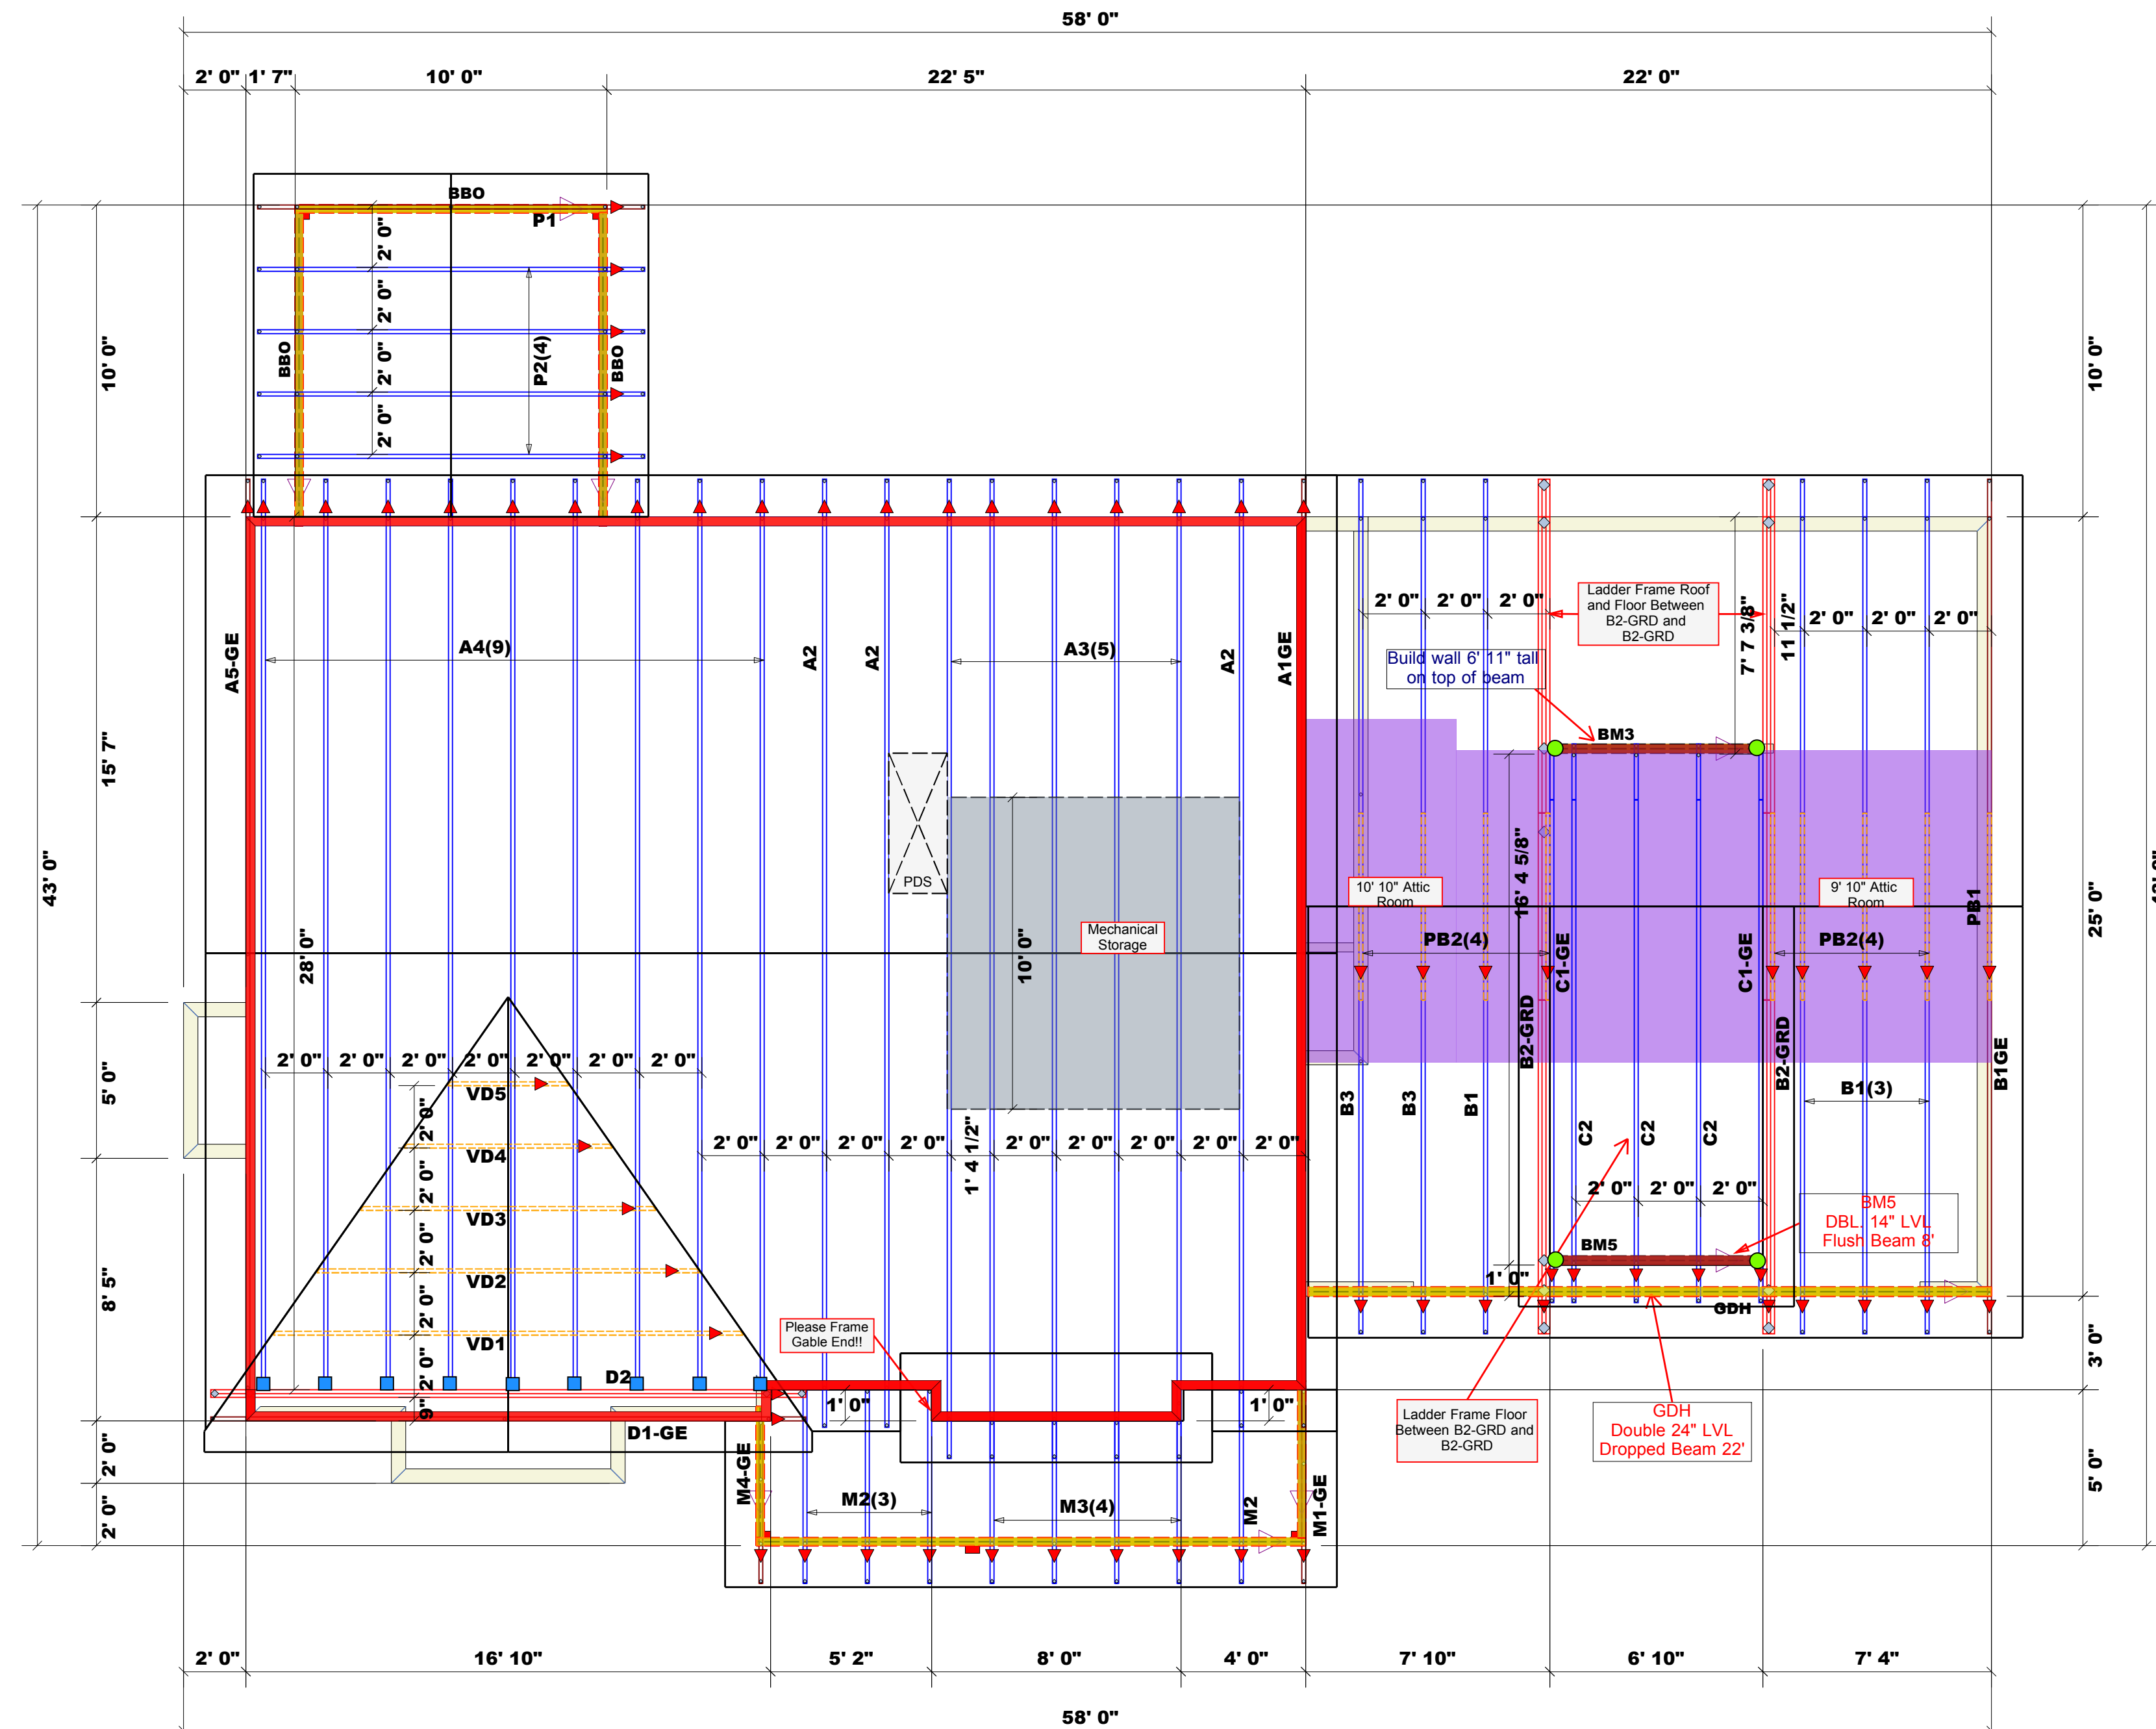 58' 0"
2' 0" 1' 7" 10' 0" 22' 5" 22' 0"
BBO
P1
2' 0"
2' 0"
2' 0"
2' 0"
BBO
P2(4)
BBO
10' 0"
10' 0"
43' 0"
15' 7"
5' 0"
8' 5"
2' 0"
2' 0"
A5-GE
A4(9)
A2
A2
A3(5)
A2
A1GE
28' 0"
PDS
Mechanical
Storage
10' 0"
2' 0" 2' 0" 2' 0"
Ladder Frame Roof
and Floor Between
B2-GRD and
B2-GRD
7' 7 3/8"
11 1/2"
2' 0" 2' 0"
Build wall 6' 11" tall
on top of beam
BM3
16' 4 5/8"
10' 10" Attic
Room
9' 10" Attic
Room
PB1
25' 0"
PB2(4)
C1-GE
C1-GE
PB2(4)
B2-GRD
B2-GRD
B1GE
B3
B3
B1
C2
C2
C2
B1(3)
2' 0" 2' 0" 2' 0" 2' 0" 2' 0" 2' 0" 2' 0"
VD5
2' 0"
VD4
2' 0"
VD3
2' 0"
VD2
2' 0"
VD1
2' 0"
9"
D2
D1-GE
2' 0" 2' 0" 2' 0" 2' 0" 1' 4 1/2" 2' 0" 2' 0" 2' 0" 2' 0" 2' 0"
2' 0" 2' 0" 2' 0"
BM5
DBL. 14" LVL
Flush Beam 8'
BM5
1' 0"
GDH
Please Frame
Gable End!!
1' 0"
1' 0"
3' 0"
5' 0"
Ladder Frame Floor
Between B2-GRD and
B2-GRD
GDH
Double 24" LVL
Dropped Beam 22'
M4-GE
M2(3)
M3(4)
M2
M1-GE
2' 0" 16' 10" 5' 2" 8' 0" 4' 0" 7' 10" 6' 10" 7' 4"
58' 0"